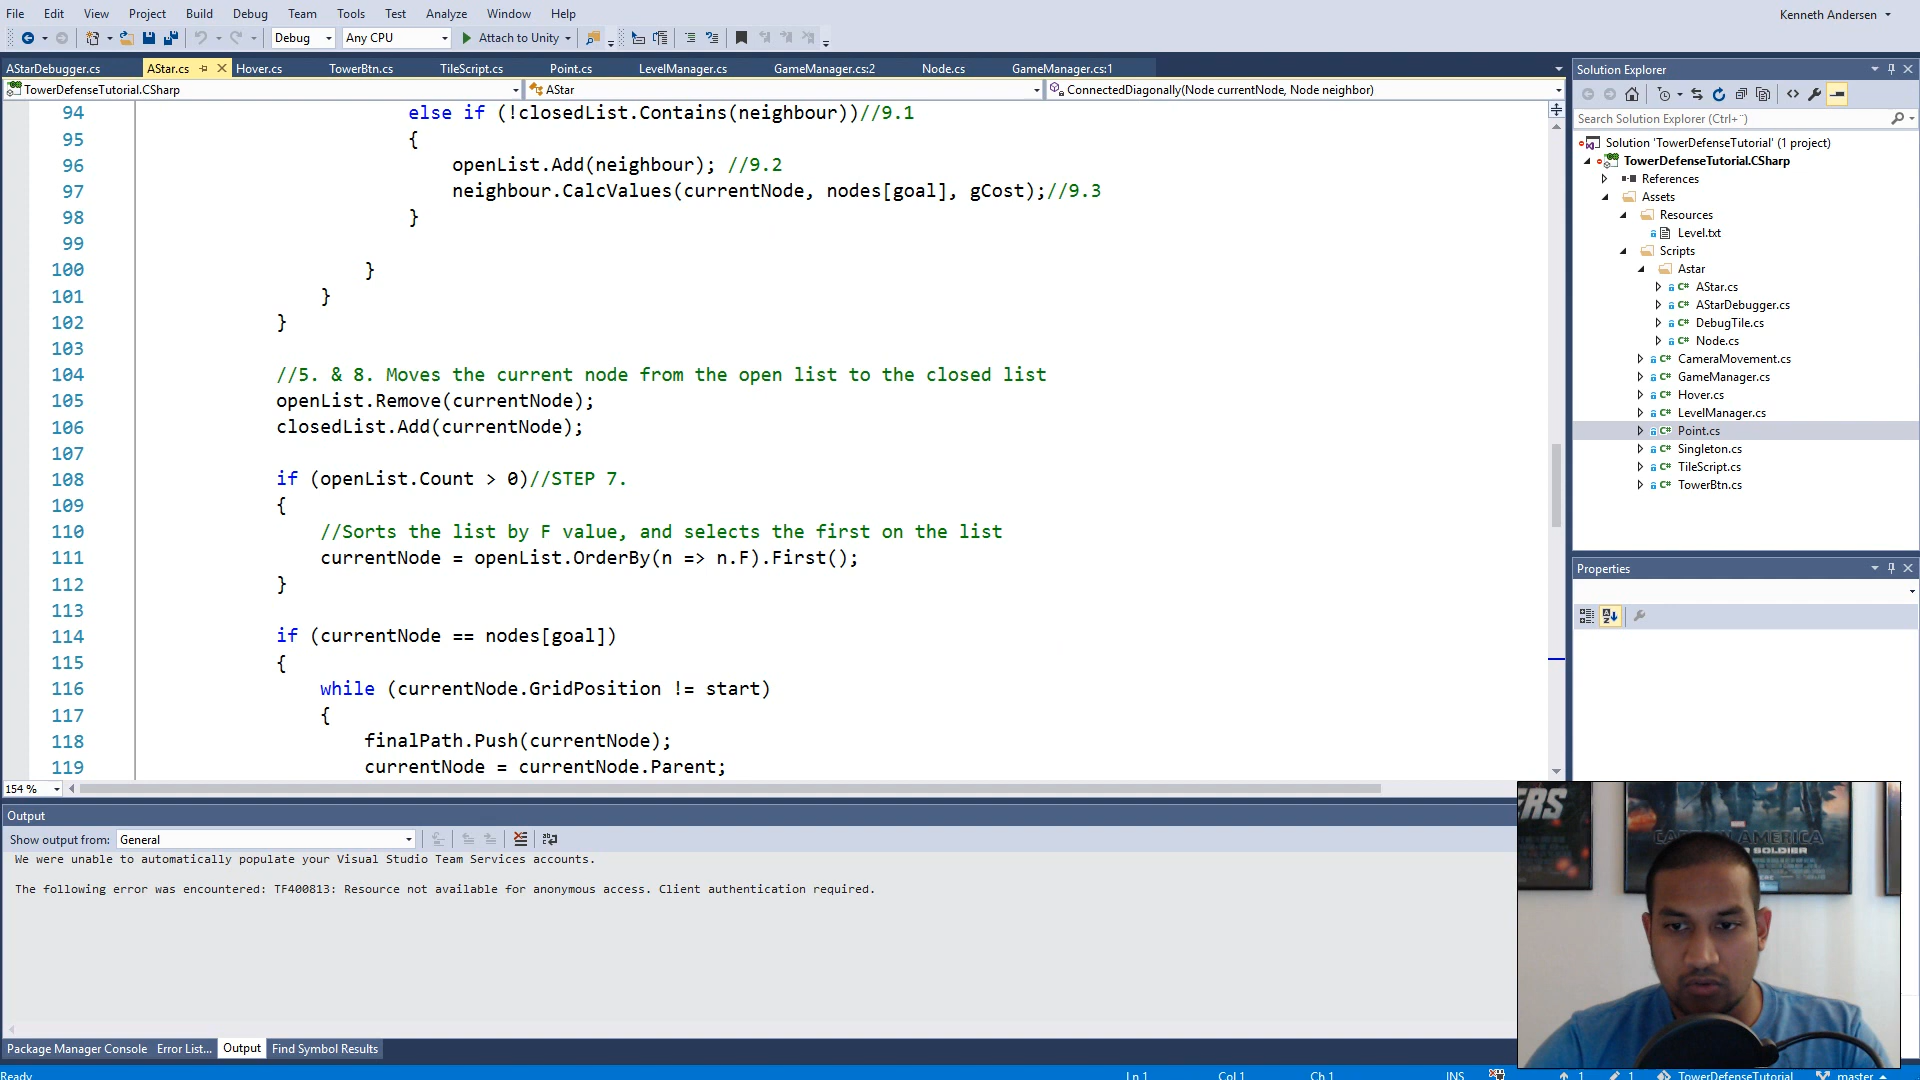 File Edit View Project Build Debug Team Tools Test Analyze Window Help
Kenneth Andersen
Debug Any CPU Attach to Unity
AStarDebugger.cs AStar.cs Hover.cs TowerBtn.cs TileScript.cs Point.cs LevelManager.cs GameManager.cs:2 Node.cs GameManager.cs:1
TowerDefenseTutorial.CSharp AStar ConnectedDiagonally(Node currentNode, Node neighbor)
94 else if (!closedList.Contains(neighbour))//9.1
95 {
96 openList.Add(neighbour); //9.2
97 neighbour.CalcValues(currentNode, nodes[goal], gCost);//9.3
98 }
99
100 }
101 }
102 }
103
104 //5. & 8. Moves the current node from the open list to the closed list
105 openList.Remove(currentNode);
106 closedList.Add(currentNode);
107
108 if (openList.Count > 0)//STEP 7.
109 {
110 //Sorts the list by F value, and selects the first on the list
111 currentNode = openList.OrderBy(n => n.F).First();
112 }
113
114 if (currentNode == nodes[goal])
115 {
116 while (currentNode.GridPosition != start)
117 {
118 finalPath.Push(currentNode);
119 currentNode = currentNode.Parent;
154 %
Solution Explorer
Search Solution Explorer (Ctrl+¨)
Solution 'TowerDefenseTutorial' (1 project)
TowerDefenseTutorial.CSharp
References
Assets
Resources
Level.txt
Scripts
Astar
AStar.cs
AStarDebugger.cs
DebugTile.cs
Node.cs
CameraMovement.cs
GameManager.cs
Hover.cs
LevelManager.cs
Point.cs
Singleton.cs
TileScript.cs
TowerBtn.cs
Properties
Output
Show output from: General
We were unable to automatically populate your Visual Studio Team Services accounts.
The following error was encountered: TF400813: Resource not available for anonymous access. Client authentication required.
Package Manager Console Error List... Output Find Symbol Results
Ready Ln 1 Col 1 Ch 1 INS 1 1 TowerDefenseTutorial master
ERS
CAPTAIN AMERICA
SOLDIER